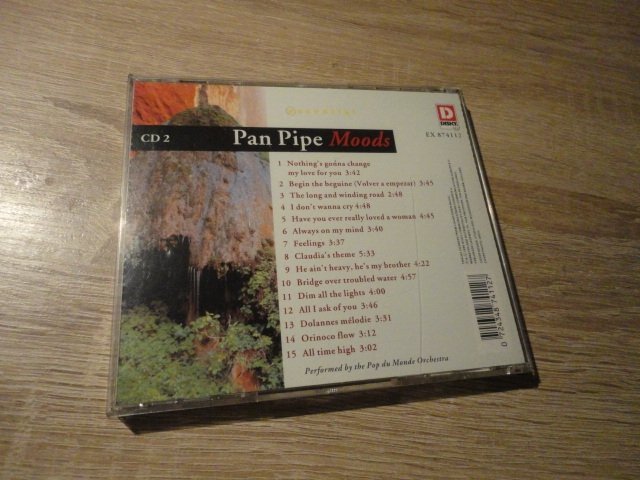 DISKY
EX 874112
CD 2
Pan Pipe Moods
1 Nothing's gonna change
my love for you 3:42
2 Begin the beguine (Volver a empezar) 3:45
3 The long and winding road 2:48
4 I don't wanna cry 4:48
5 Have you ever really loved a woman 4:45
6 Always on my mind 3:40
7 Feelings 3:37
8 Claudia's theme 5:33
9 He ain't heavy, he's my brother 4:22
10 Bridge over troubled water 4:57
11 Dim all the lights 4:00
12 All I ask of you 3:46
13 Dolannes mélodie 3:31
14 Orinoco flow 3:12
15 All time high 3:02
Performed by the Pop du Monde Orchestra
0 724348 741127